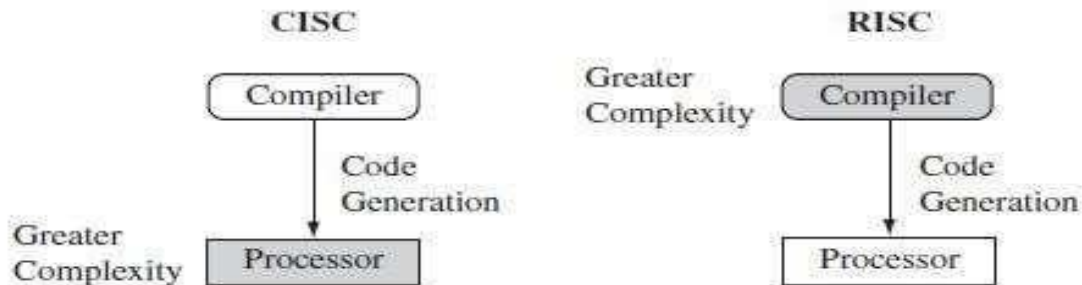 CISC
Compiler
Code
Generation
Greater
Complexity
Processor
RISC
Greater
Complexity
Compiler
Code
Generation
Processor